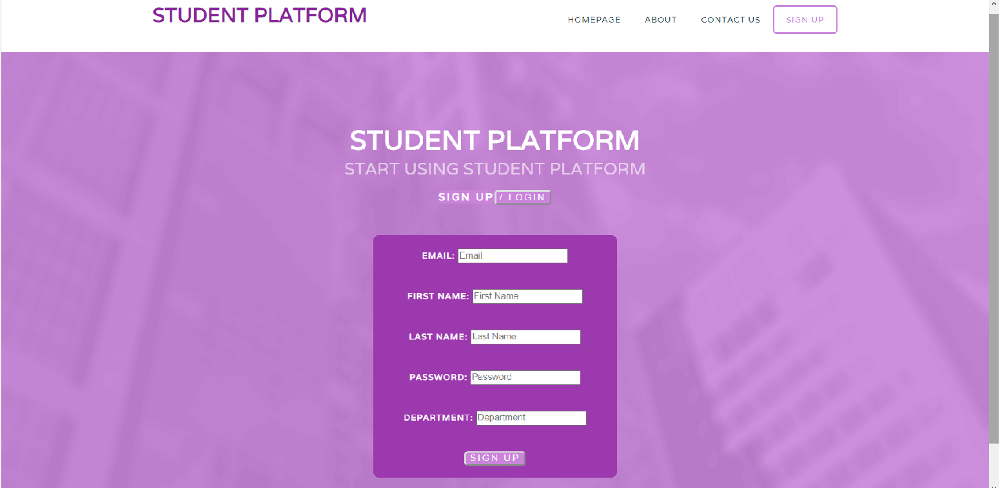 STUDENT PLATFORM
HOMEPAGE ABOUT CONTACT US SIGN UP
STUDENT PLATFORM
START USING STUDENT PLATFORM
SIGN UP / LOGIN
EMAIL: Email
FIRST NAME: First Name
LAST NAME: Last Name
PASSWORD: Password
DEPARTMENT: Department
SIGN UP